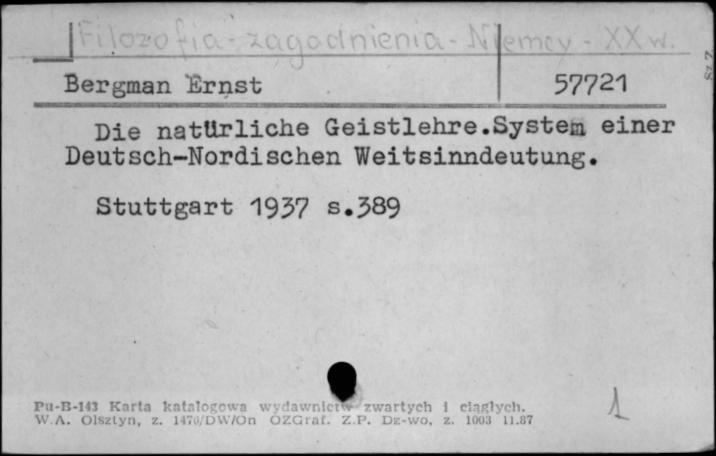 Filozofia - zagadnienia - Niemcy - XX w.
Bergman Ernst 57721
Die natürliche Geistlehre.System einer
Deutsch-Nordischen Weitsinndeutung.
Stuttgart 1937 s.389
Pu-B-143 Karta katalogowa wydawnictw zwartych i ciągłych.
W.A. Olsztyn, z. 1470/DW/On OZGraf. Z.P. Dz-wo, z. 1003 11.87
1